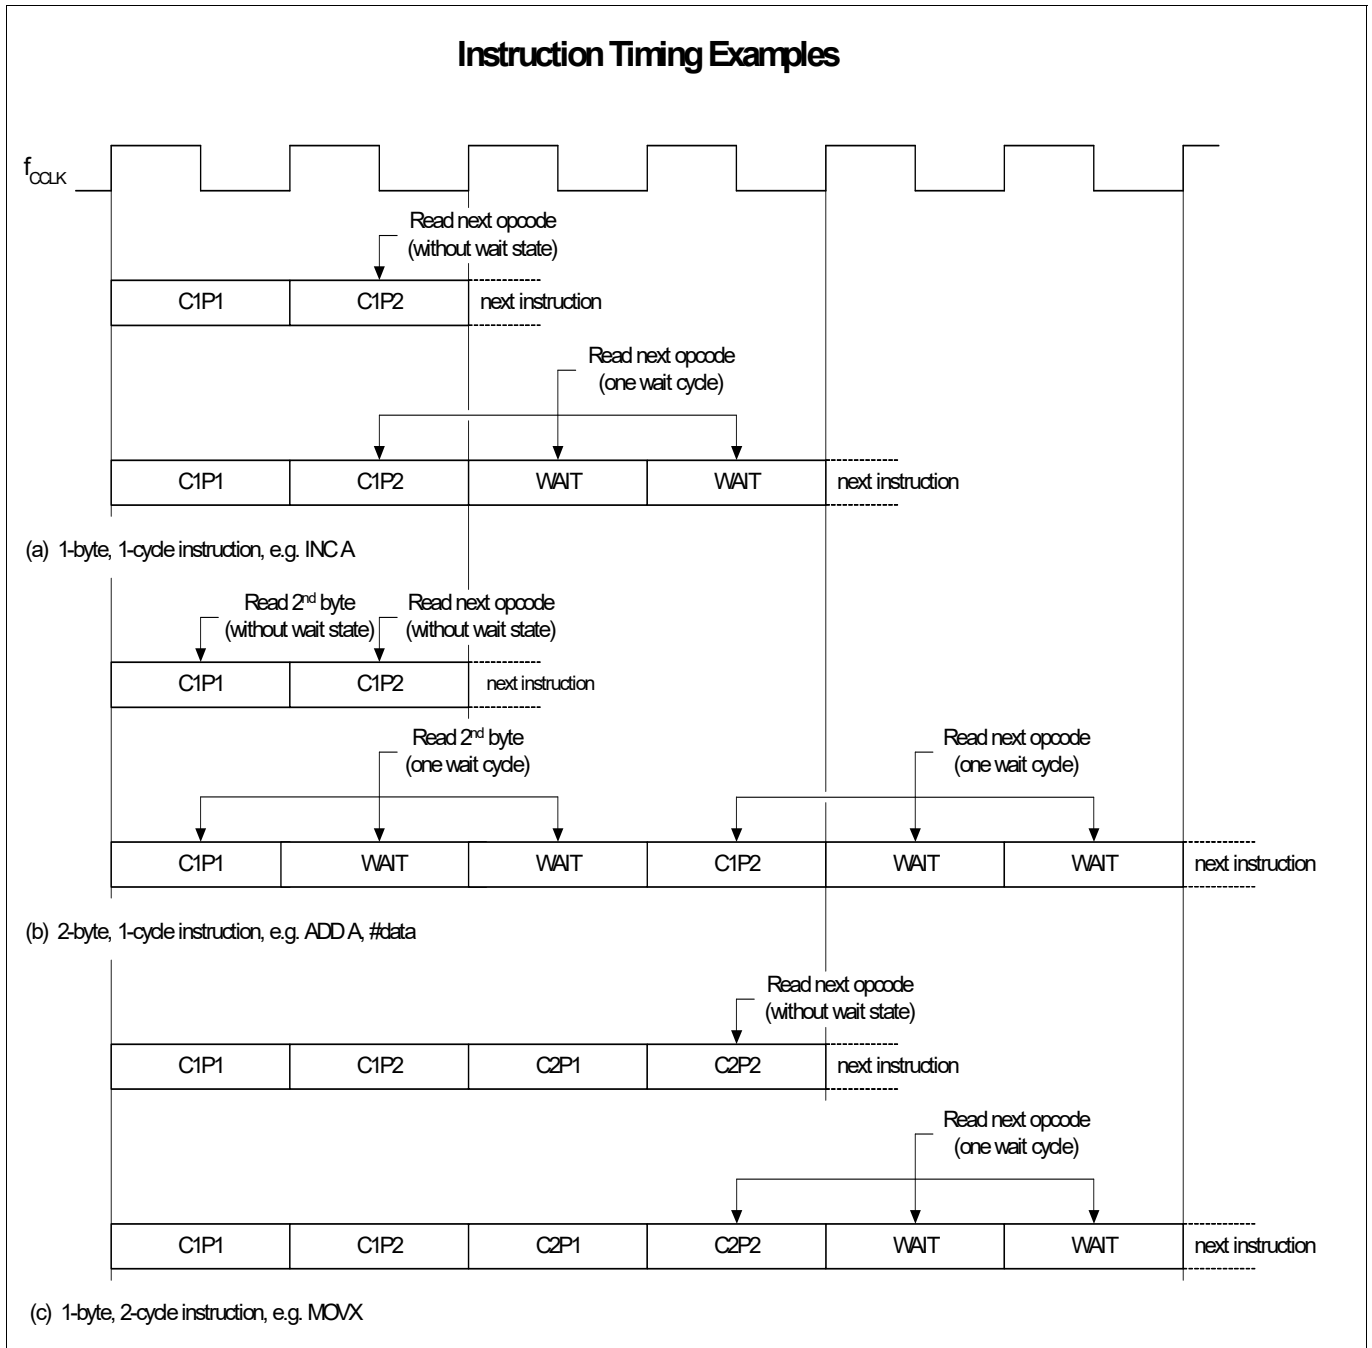 Instruction Timing Examples
fCCLK
Read next opcode
(without wait state)
C1P1 C1P2 next instruction
Read next opcode
(one wait cycle)
C1P1 C1P2 WAIT WAIT next instruction
(a) 1-byte, 1-cycle instruction, e.g. INC A
Read 2nd byte Read next opcode
(without wait state) (without wait state)
C1P1 C1P2 next instruction
Read 2nd byte Read next opcode
(one wait cycle) (one wait cycle)
C1P1 WAIT WAIT C1P2 WAIT WAIT next instruction
(b) 2-byte, 1-cycle instruction, e.g. ADD A, #data
Read next opcode
(without wait state)
C1P1 C1P2 C2P1 C2P2 next instruction
Read next opcode
(one wait cycle)
C1P1 C1P2 C2P1 C2P2 WAIT WAIT next instruction
(c) 1-byte, 2-cycle instruction, e.g. MOVX